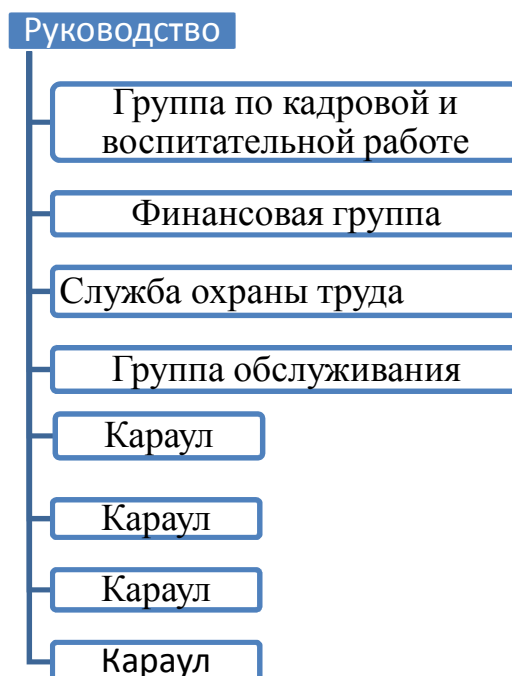 Руководство
Группа по кадровой и
воспитательной работе
Финансовая группа
Служба охраны труда
Группа обслуживания
Караул
Караул
Караул
Караул